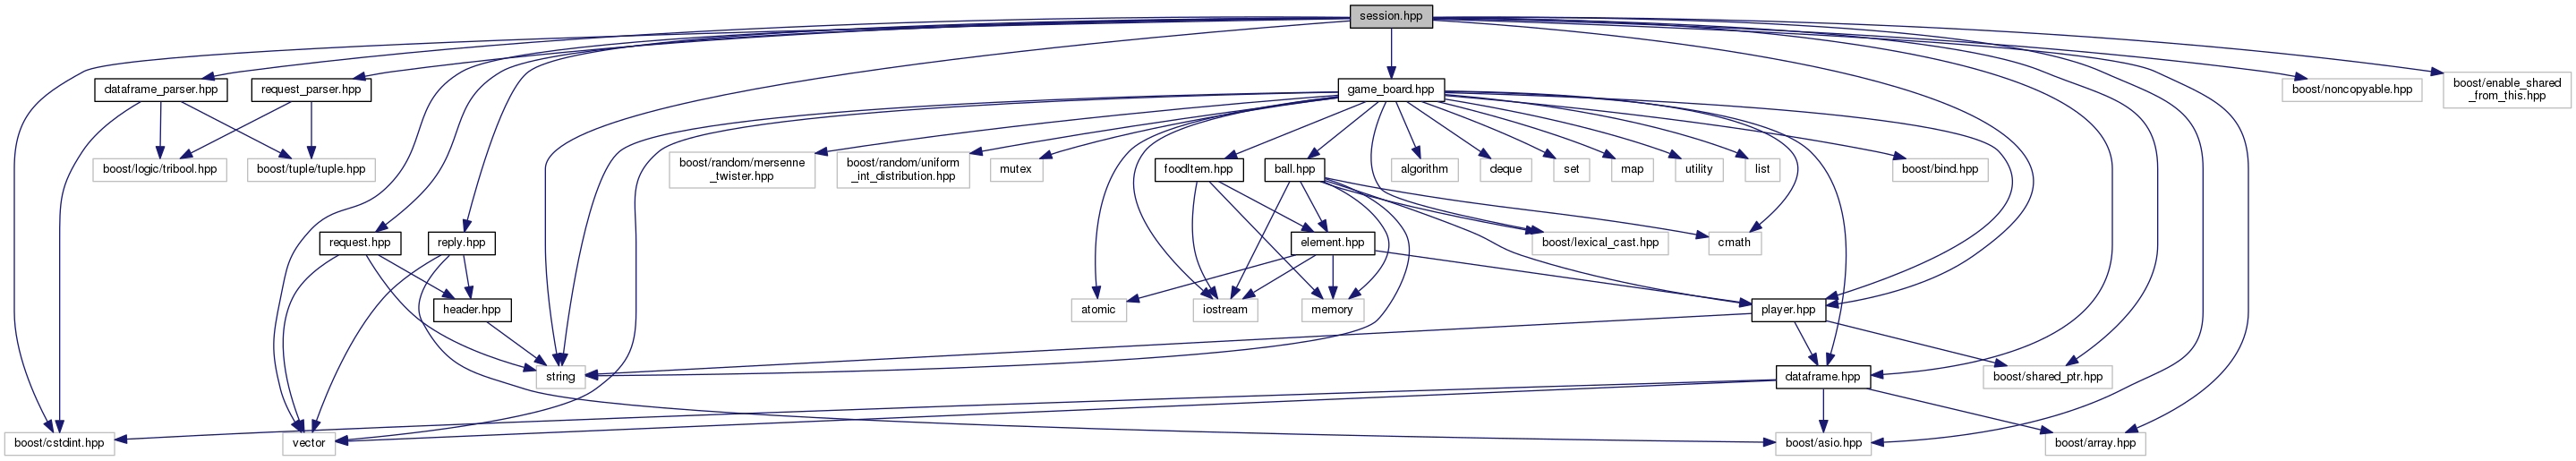 session.hpp
dataframe_parser.hpp
request_parser.hpp
game_board.hpp
boost/noncopyable.hpp
boost/enable_shared
_from_this.hpp
boost/logic/tribool.hpp
boost/tuple/tuple.hpp
boost/random/mersenne
_twister.hpp
boost/random/uniform
_int_distribution.hpp
mutex
foodItem.hpp
ball.hpp
algorithm
deque
set
map
utility
list
boost/bind.hpp
request.hpp
reply.hpp
element.hpp
boost/lexical_cast.hpp
cmath
header.hpp
atomic
iostream
memory
player.hpp
string
dataframe.hpp
boost/shared_ptr.hpp
boost/cstdint.hpp
vector
boost/asio.hpp
boost/array.hpp